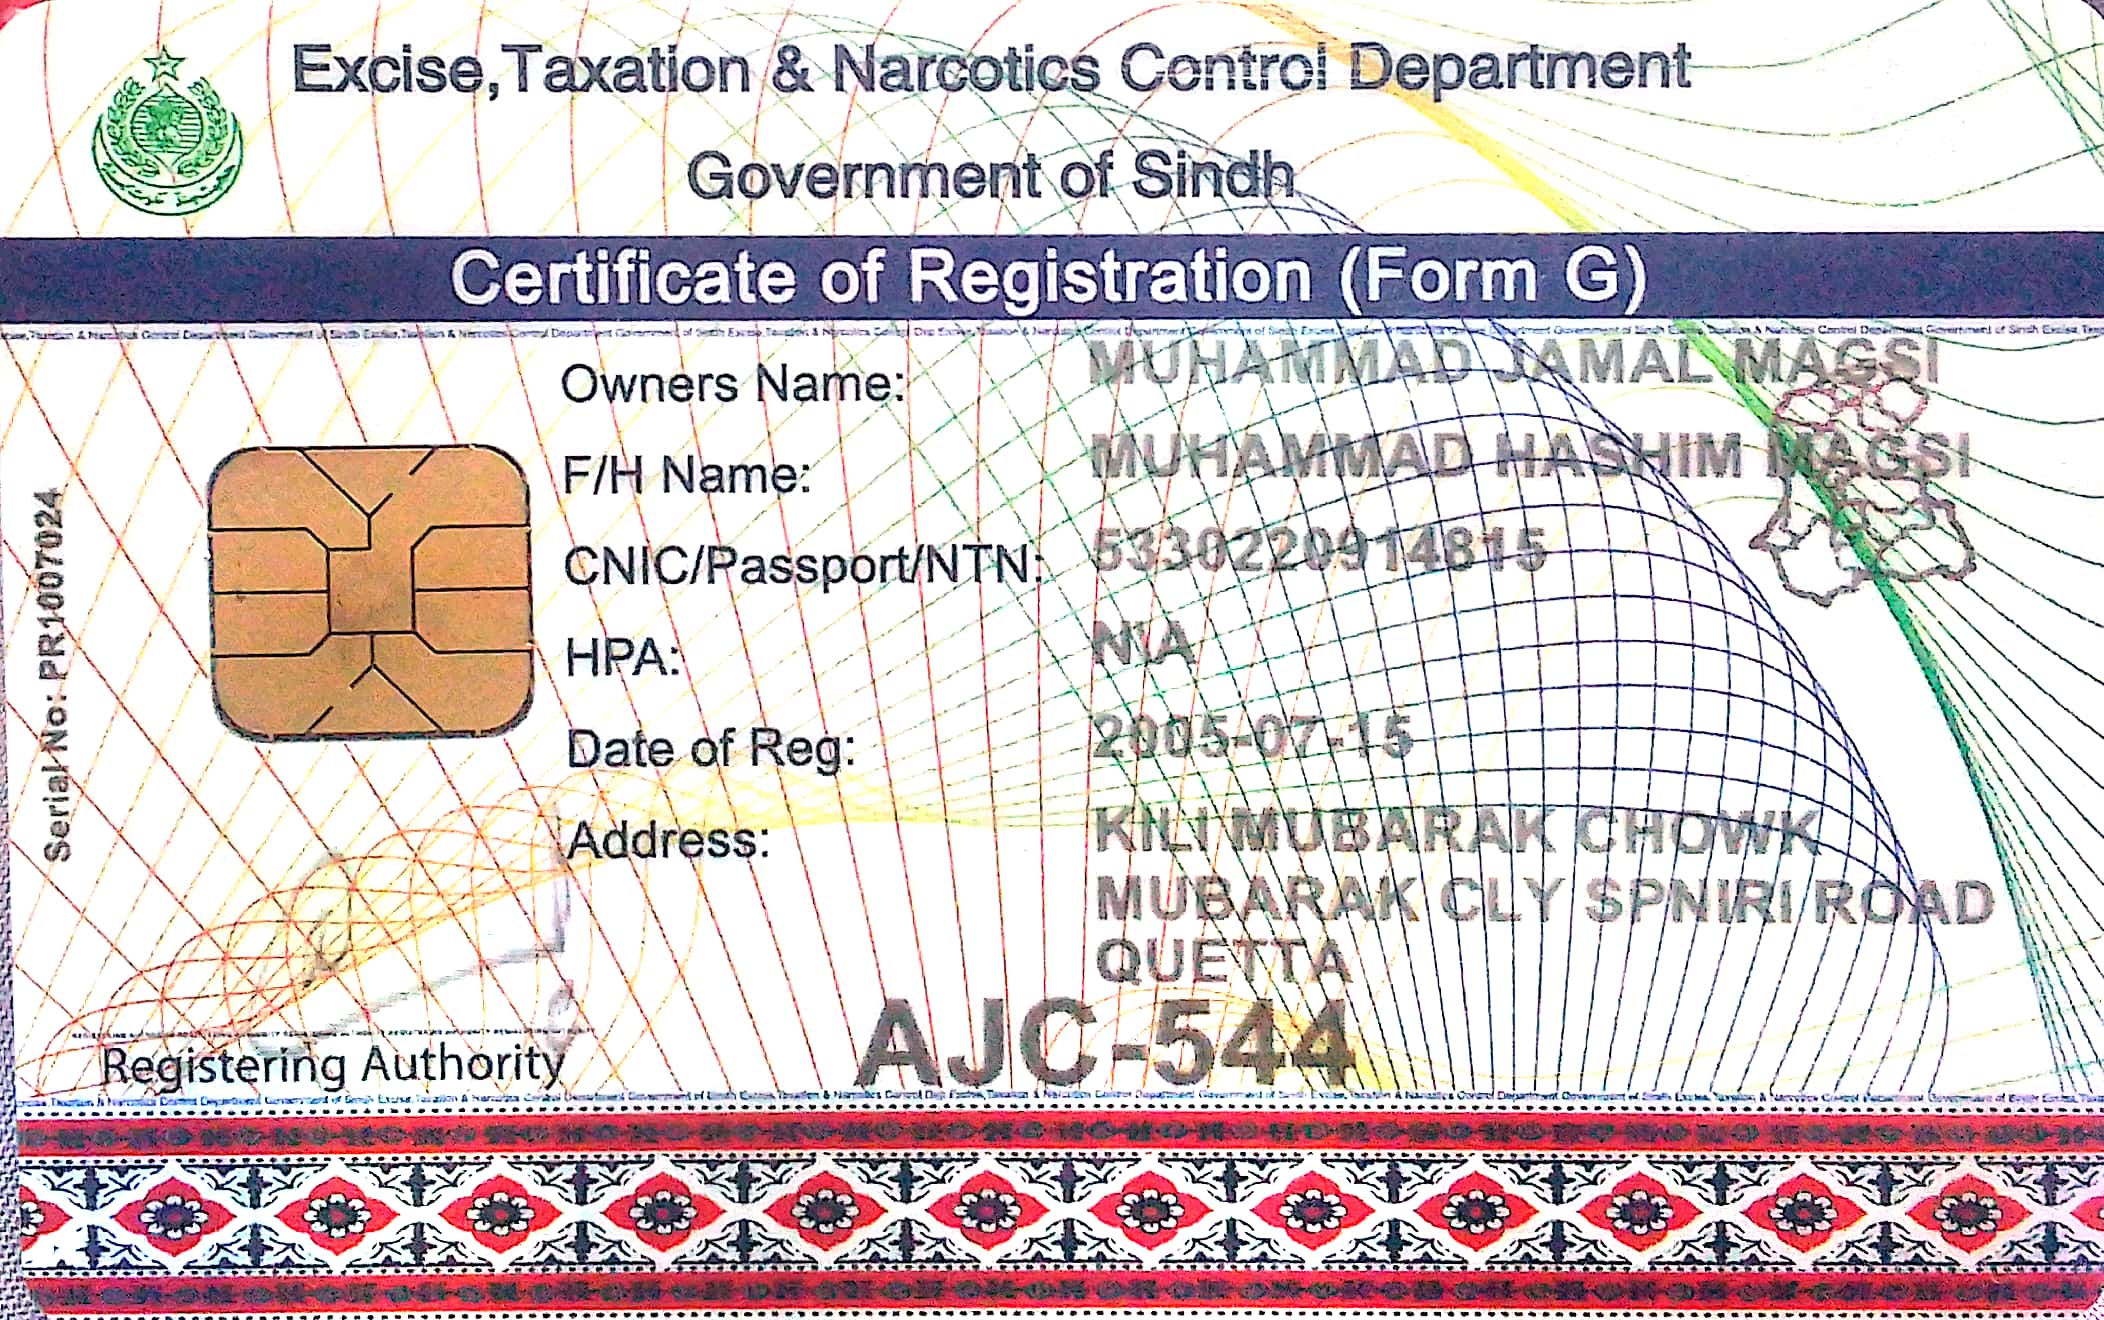 Excise,Taxation & Narcotics Control Department
Government of Sindh
Certificate of Registration (Form G)
Owners Name: MUHAMMAD JAMAL MAGSI
F/H Name: MUHAMMAD HASHIM MAGSI
CNIC/Passport/NTN: 5330220914815
HPA: N\A
Date of Reg: 2005-07-15
Address: KILI MUBARAK CHOWK
MUBARAK CLY SPNIRI ROAD
QUETTA
AJC-544
Registering Authority
Serial No: PR1007024